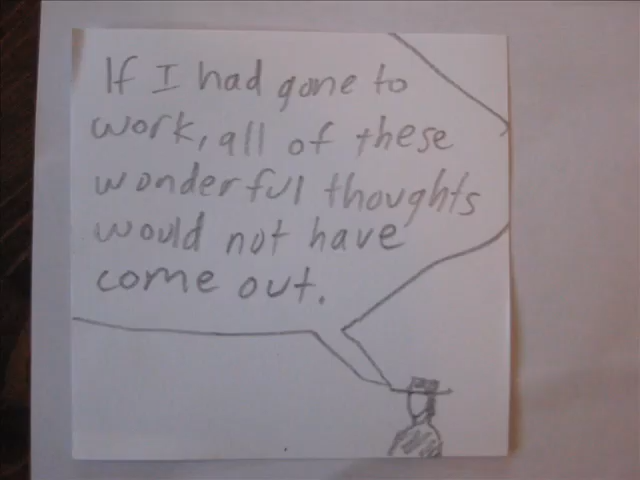 If I had gone to
work, all of these
wonderful thoughts
would not have
come out.